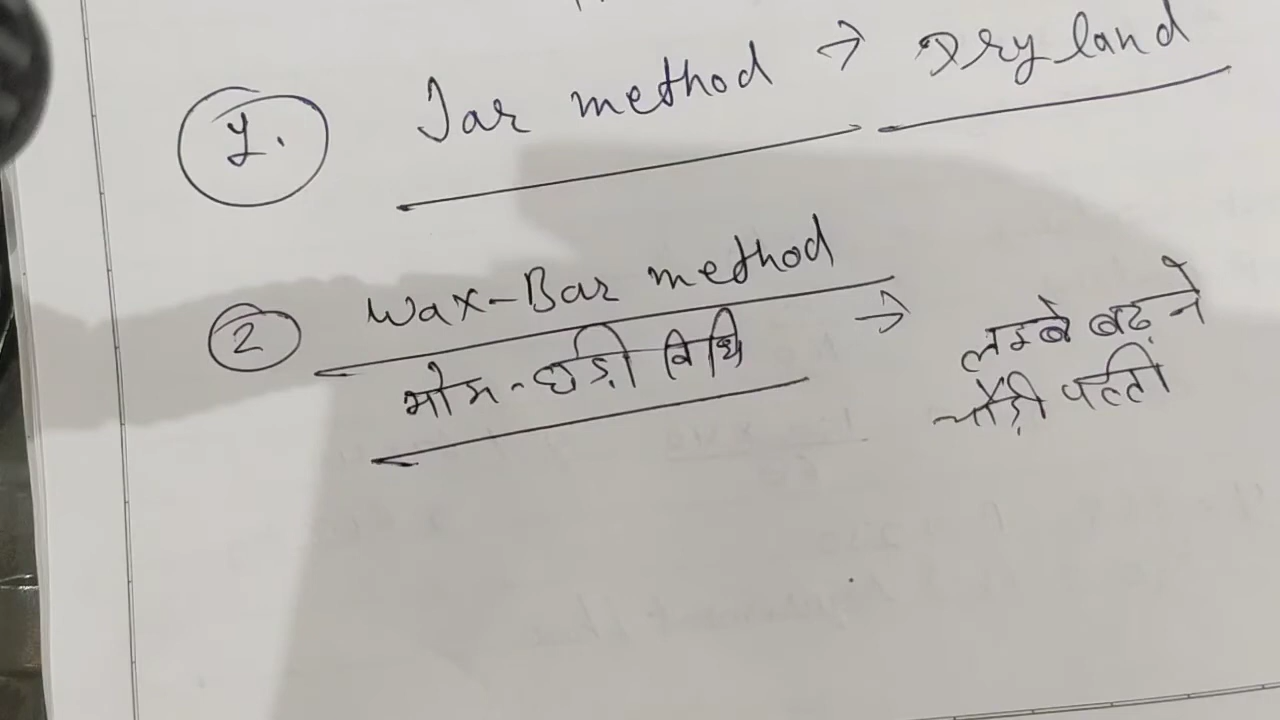 1. Jar method → Dry land
2 Wax-Bar method
मोम-छड़ी विधि → लम्बे बढ़ने
चौड़ी पत्ती